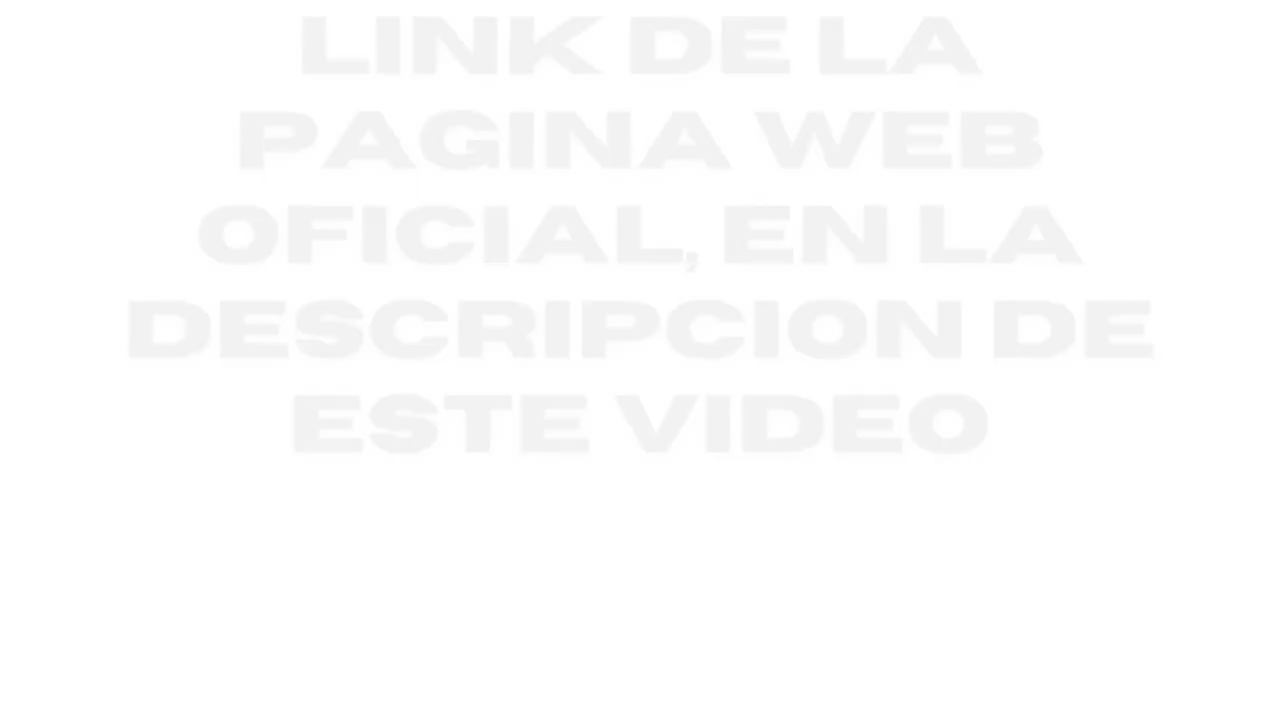 LINK DE LA
PAGINA WEB
OFICIAL, EN LA
DESCRIPCION DE
ESTE VIDEO